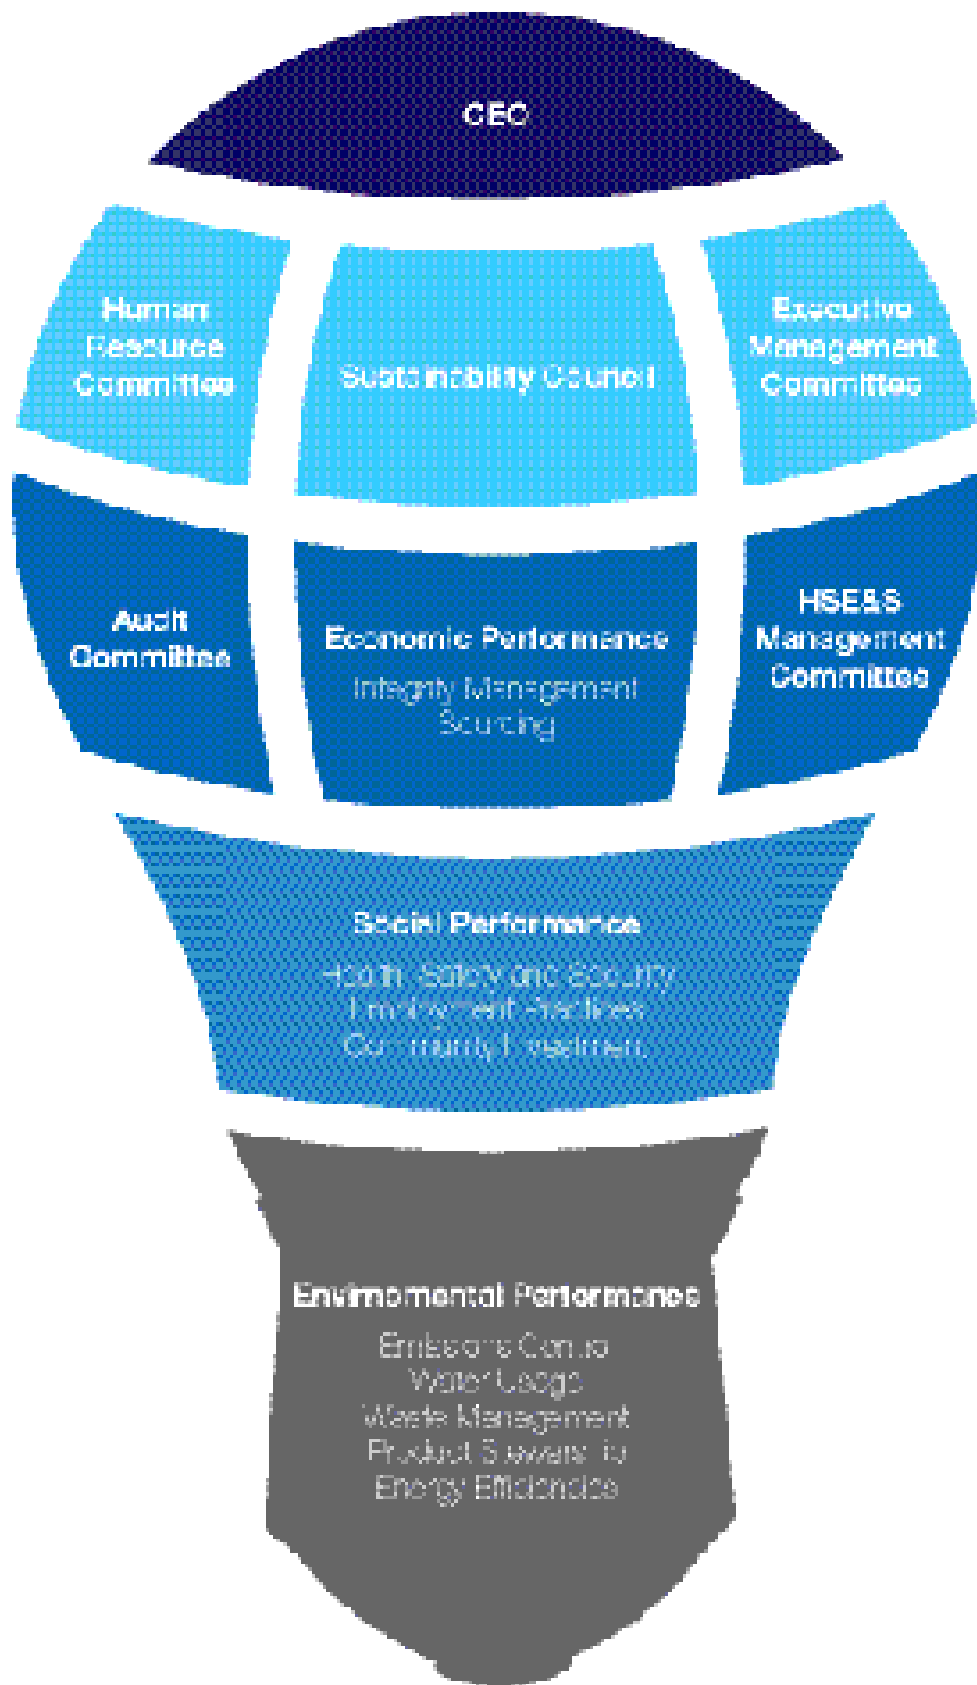 CEO
Human
Resource
Committee
Sustainability Council
Executive
Management
Committee
Audit
Committee
Economic Performance
Integrity Management
Sourcing
HSE&S
Management
Committee
Social Performance
Health, Safety and Security
Employment Practices
Community Investment
Environmental Performance
Emissions Control
Water Usage
Waste Management
Product Stewardship
Energy Efficiencies